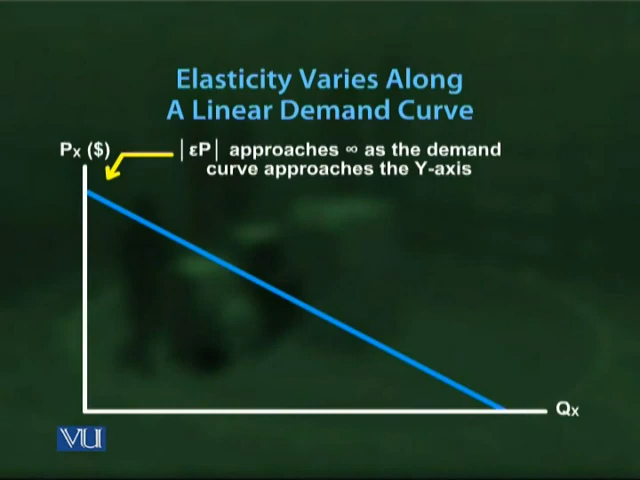 Elasticity Varies Along
A Linear Demand Curve
Px ($)
|εP| approaches ∞ as the demand
curve approaches the Y-axis
Qx
VU